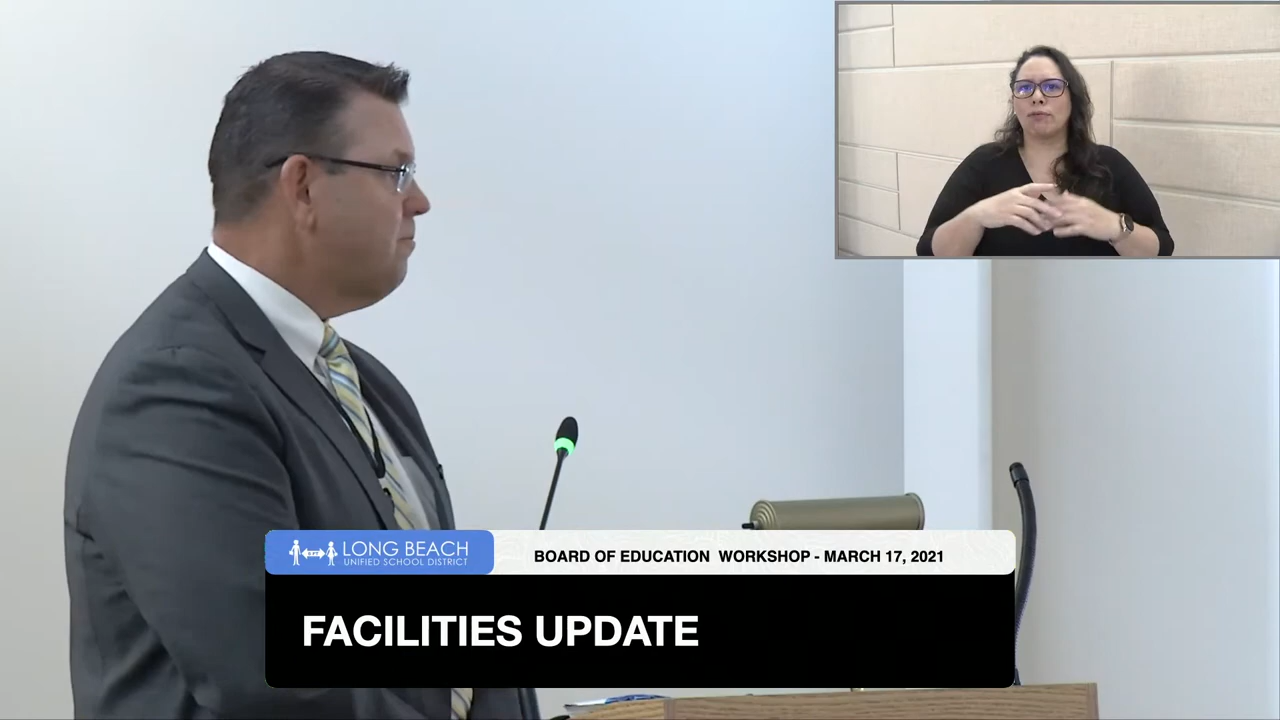 LONG BEACH
UNIFIED SCHOOL DISTRICT
BOARD OF EDUCATION WORKSHOP - MARCH 17, 2021
FACILITIES UPDATE